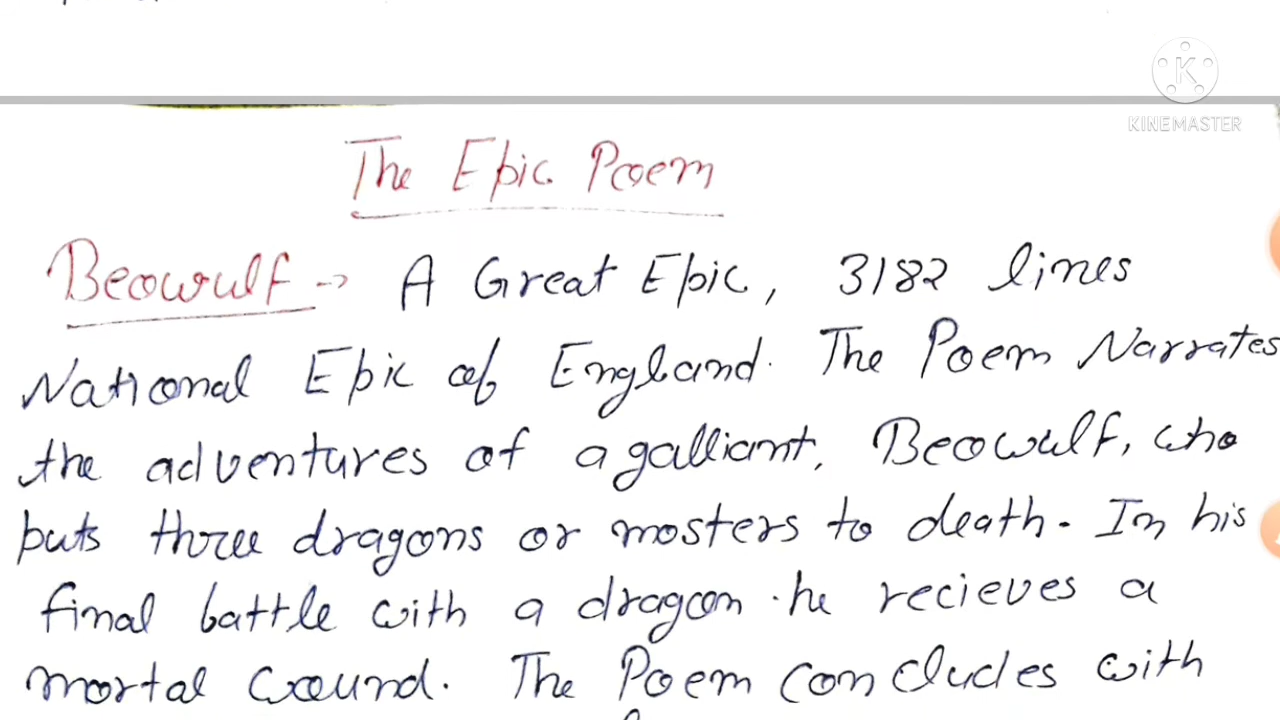 KINEMASTER
The Epic Poem
Beowulf → A Great Epic, 3182 lines
National Epic of England. The Poem Narrates
the adventures of a galliant, Beowulf, who
puts three dragons or mosters to death. In his
final battle with a dragon he recieves a
mortal wound. The Poem concludes with